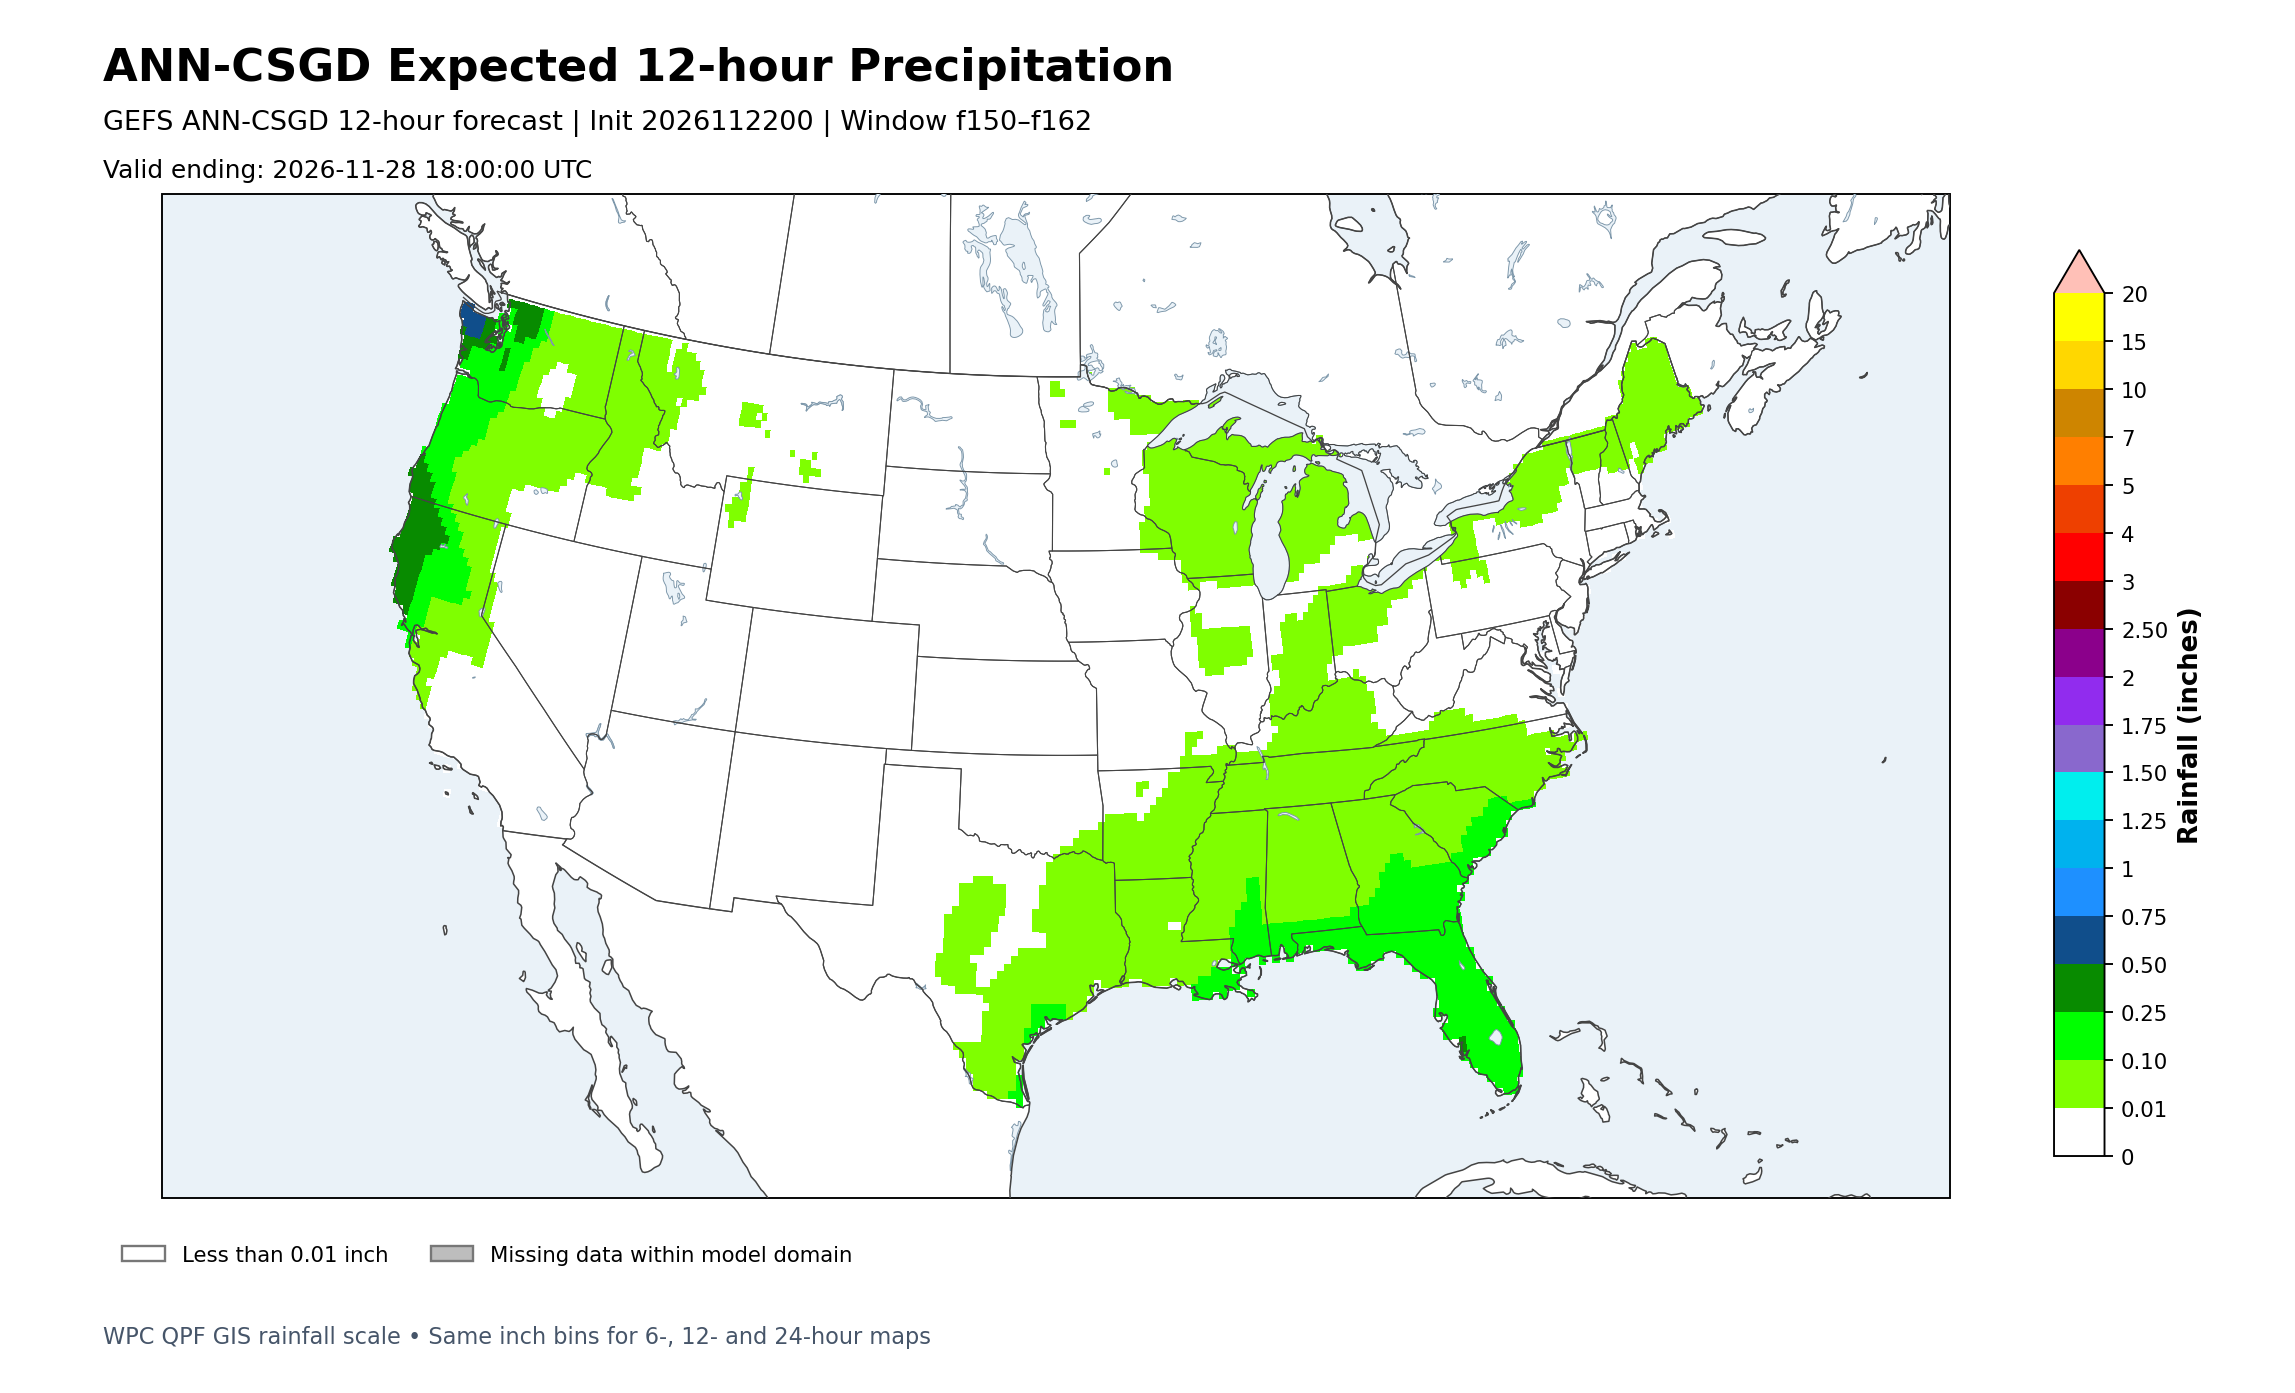 ANN-CSGD Expected 12-hour Precipitation
GEFS ANN-CSGD 12-hour forecast | Init 2026112200 | Window f150–f162
Valid ending: 2026-11-28 18:00:00 UTC
20
15
10
7
5
4
3
2.50
2
1.75
1.50
1.25
1
0.75
0.50
0.25
0.10
0.01
0
Rainfall (inches)
Less than 0.01 inch
Missing data within model domain
WPC QPF GIS rainfall scale • Same inch bins for 6-, 12- and 24-hour maps